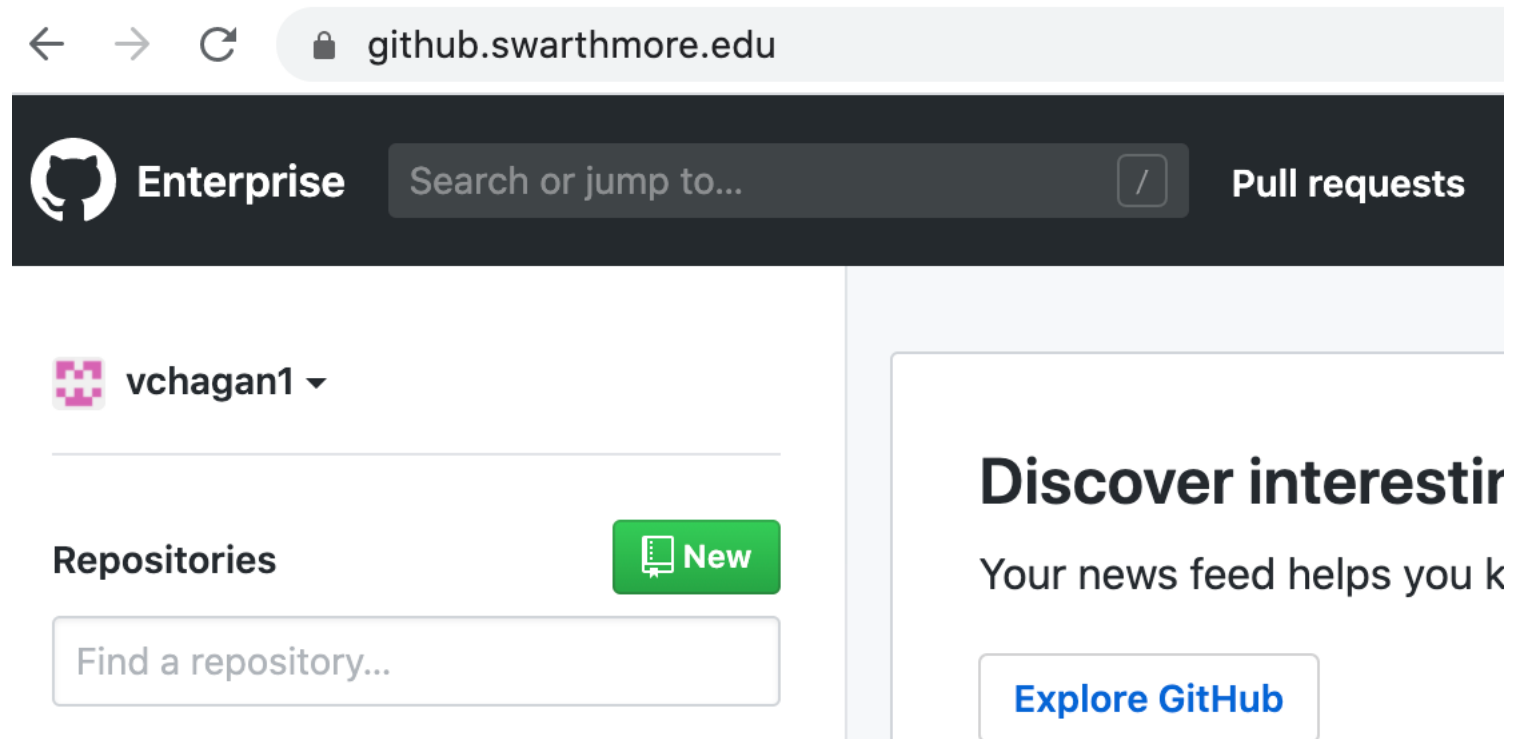 github.swarthmore.edu
Enterprise Search or jump to... / Pull requests
vchagan1
Repositories New
Find a repository...
Discover interestin
Your news feed helps you k
Explore GitHub